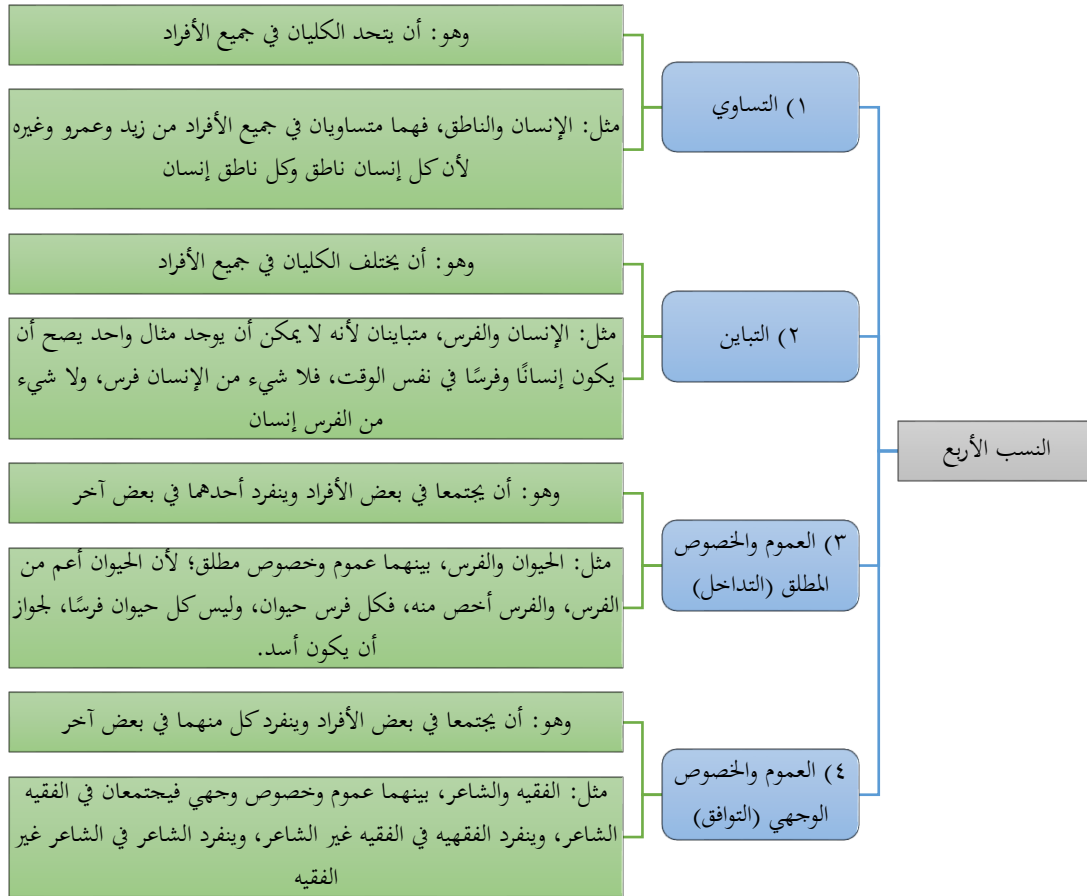 النسب الأربع
١) التساوي
وهو: أن يتحد الكليان في جميع الأفراد
مثل: الإنسان والناطق، فهما متساويان في جميع الأفراد من زيد وعمرو وغيره
لأن كل إنسان ناطق وكل ناطق إنسان
٢) التباين
وهو: أن يختلف الكليان في جميع الأفراد
مثل: الإنسان والفرس، متباينان لأنه لا يمكن أن يوجد مثال واحد يصح أن
يكون إنسانًا وفرسًا في نفس الوقت، فلا شيء من الإنسان فرس، ولا شيء
من الفرس إنسان
٣) العموم والخصوص
المطلق (التداخل)
وهو: أن يجتمعا في بعض الأفراد وينفرد أحدهما في بعض آخر
مثل: الحيوان والفرس، بينهما عموم وخصوص مطلق؛ لأن الحيوان أعم من
الفرس، والفرس أخص منه، فكل فرس حيوان، وليس كل حيوان فرسًا، لجواز
أن يكون أسد.
٤) العموم والخصوص
الوجهي (التوافق)
وهو: أن يجتمعا في بعض الأفراد وينفرد كل منهما في بعض آخر
مثل: الفقيه والشاعر، بينهما عموم وخصوص وجهي فيجتمعان في الفقيه
الشاعر، وينفرد الفقهيه في الفقيه غير الشاعر، وينفرد الشاعر في الشاعر غير
الفقيه